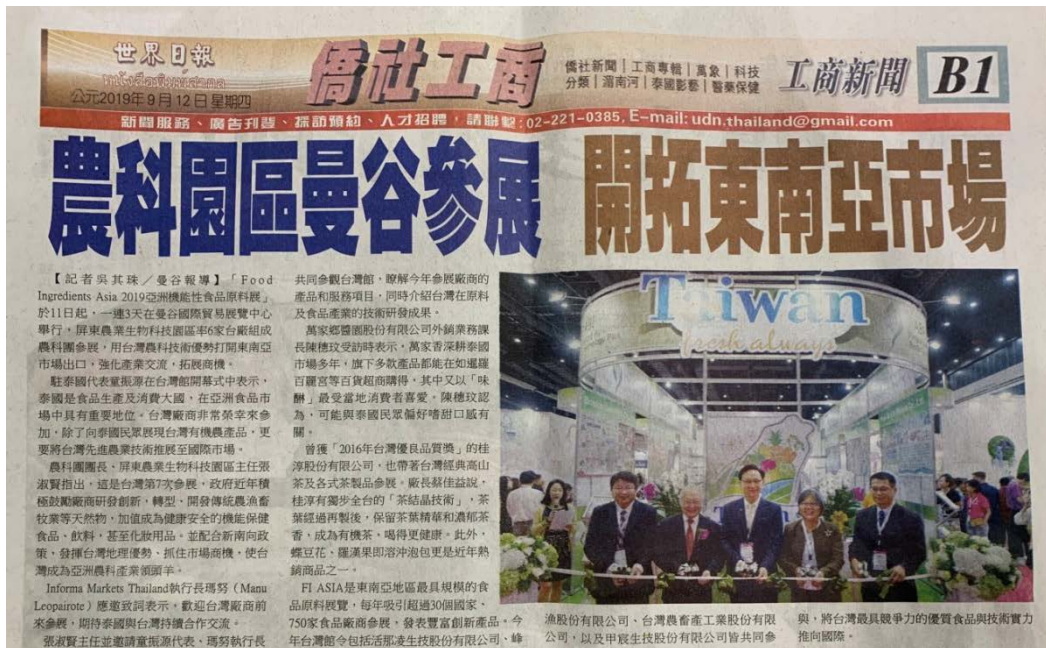 世界日報
公元2019年9月12日 星期四
僑社工商
僑社新聞｜工商專輯｜萬象｜科技
分類｜湄南河｜泰國影藝｜醫藥保健
工商新聞
B1
新聞服務、廣告刊登、採訪預約、人才招聘，請聯繫:02-221-0385, E-mail: udn.thailand@gmail.com
農科園區曼谷參展 開拓東南亞市場
【記者吳其珠／曼谷報導】「Food
Ingredients Asia 2019亞洲機能性食品原料展」
於11日起，一連3天在曼谷國際貿易展覽中心
舉行，屏東農業生物科技園區率6家台廠組成
農科團參展，用台灣農科技術優勢打開東南亞
市場出口，強化產業交流，拓展商機。
駐泰國代表童振源在台灣館開幕式中表示，
泰國是食品生產及消費大國，在亞洲食品市
場中具有重要地位。台灣廠商非常榮幸來參
加，除了向泰國民眾展現台灣有機農產品，更
要將台灣先進農業技術推展至國際市場。
農科團團長、屏東農業生物科技園區主任張
淑賢指出，這是台灣第7次參展，政府近年積
極鼓勵廠商研發創新，轉型，開發傳統農漁畜
牧業等天然物，加值成為健康安全的機能保健
食品、飲料，甚至化妝用品。並配合新南向政
策，發揮台灣地理優勢、抓住市場商機，使台
灣成為亞洲農科產業領頭羊。
Informa Markets Thailand執行長瑪努（Manu
Leopairote）應邀致詞表示，歡迎台灣廠商前
來參展，期待泰國與台灣持續合作交流。
張淑賢主任並邀請童振源代表、瑪努執行長
共同參觀台灣館，瞭解今年參展廠商的
產品和服務項目，同時介紹台灣在原料
及食品產業的技術研發成果。
萬家鄉醬園股份有限公司外銷業務課
長陳穗玟受訪時表示，萬家香深耕泰國
市場多年，旗下多款產品都能在如暹羅
百麗宮等百貨超商購得，其中又以「味
醂」最受當地消費者喜愛，陳穗玟認
為，可能與泰國民眾偏好嗜甜口感有
關。
曾獲「2016年台灣優良品質獎」的桂
淳股份有限公司，也帶著台灣經典高山
茶及各式茶製品參展。廠長蔡佳益說，
桂淳有獨步全台的「茶結晶技術」，茶
葉經過再製後，保留茶葉精華和濃郁茶
香，成為有機茶，喝得更健康。此外，
蝶豆花、羅漢果即溶沖泡包更是近年熱
銷商品之一。
FI ASIA是東南亞地區最具規模的食
品原料展覽，每年吸引超過30個國家、
750家食品廠商參展，發表豐富創新產品。今
年台灣館令包括活那凌生技股份有限公司、峰
Taiwan
fresh always
漁股份有限公司、台灣農畜產工業股份有限
公司，以及甲宸生技股份有限公司皆共同參
與，將台灣最具競爭力的優質食品與技術實力
推向國際。